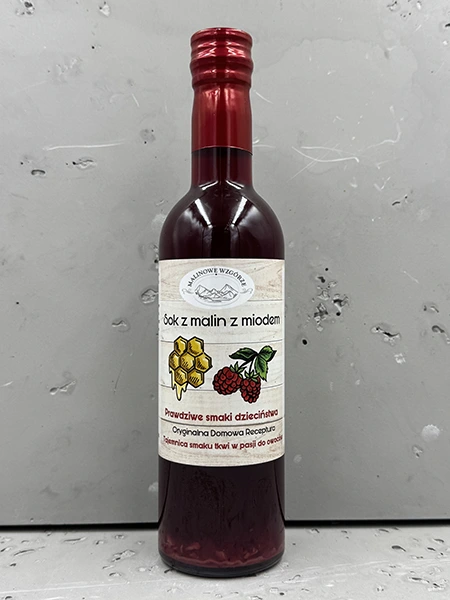 MALINOWE WZGÓRZE
Sok z malin z miodem
Prawdziwe smaki dzieciństwa
Oryginalna Domowa Receptura
Tajemnica smaku tkwi w pasji do owoców